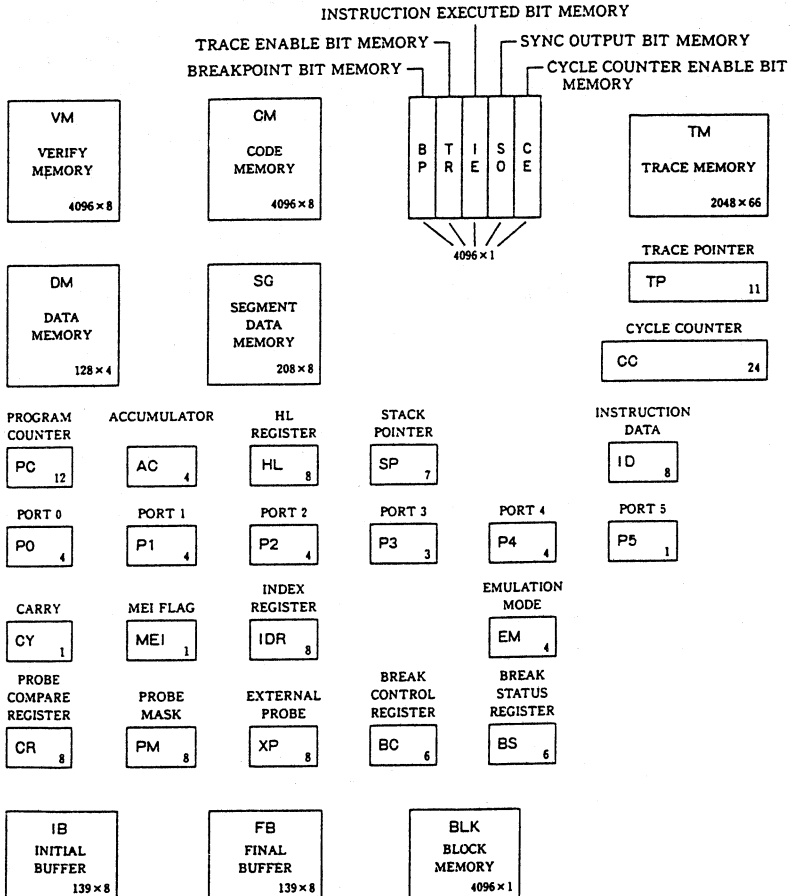 INSTRUCTION EXECUTED BIT MEMORY
TRACE ENABLE BIT MEMORY
SYNC OUTPUT BIT MEMORY
BREAKPOINT BIT MEMORY
CYCLE COUNTER ENABLE BIT
MEMORY
VM
VERIFY
MEMORY
4096×8
CM
CODE
MEMORY
4096×8
BP
TR
IE
SO
CE
4096×1
TM
TRACE MEMORY
2048×66
TRACE POINTER
TP 11
DM
DATA
MEMORY
128×4
SG
SEGMENT
DATA
MEMORY
208×8
CYCLE COUNTER
CC 24
PROGRAM
COUNTER
PC 12
ACCUMULATOR
AC 4
HL
REGISTER
HL 8
STACK
POINTER
SP 7
INSTRUCTION
DATA
ID 8
PORT 0
P0 4
PORT 1
P1 4
PORT 2
P2 4
PORT 3
P3 3
PORT 4
P4 4
PORT 5
P5 1
CARRY
CY 1
MEI FLAG
MEI 1
INDEX
REGISTER
IDR 8
EMULATION
MODE
EM 4
PROBE
COMPARE
REGISTER
CR 8
PROBE
MASK
PM 8
EXTERNAL
PROBE
XP 8
BREAK
CONTROL
REGISTER
BC 6
BREAK
STATUS
REGISTER
BS 6
IB
INITIAL
BUFFER
139×8
FB
FINAL
BUFFER
139×8
BLK
BLOCK
MEMORY
4096×1